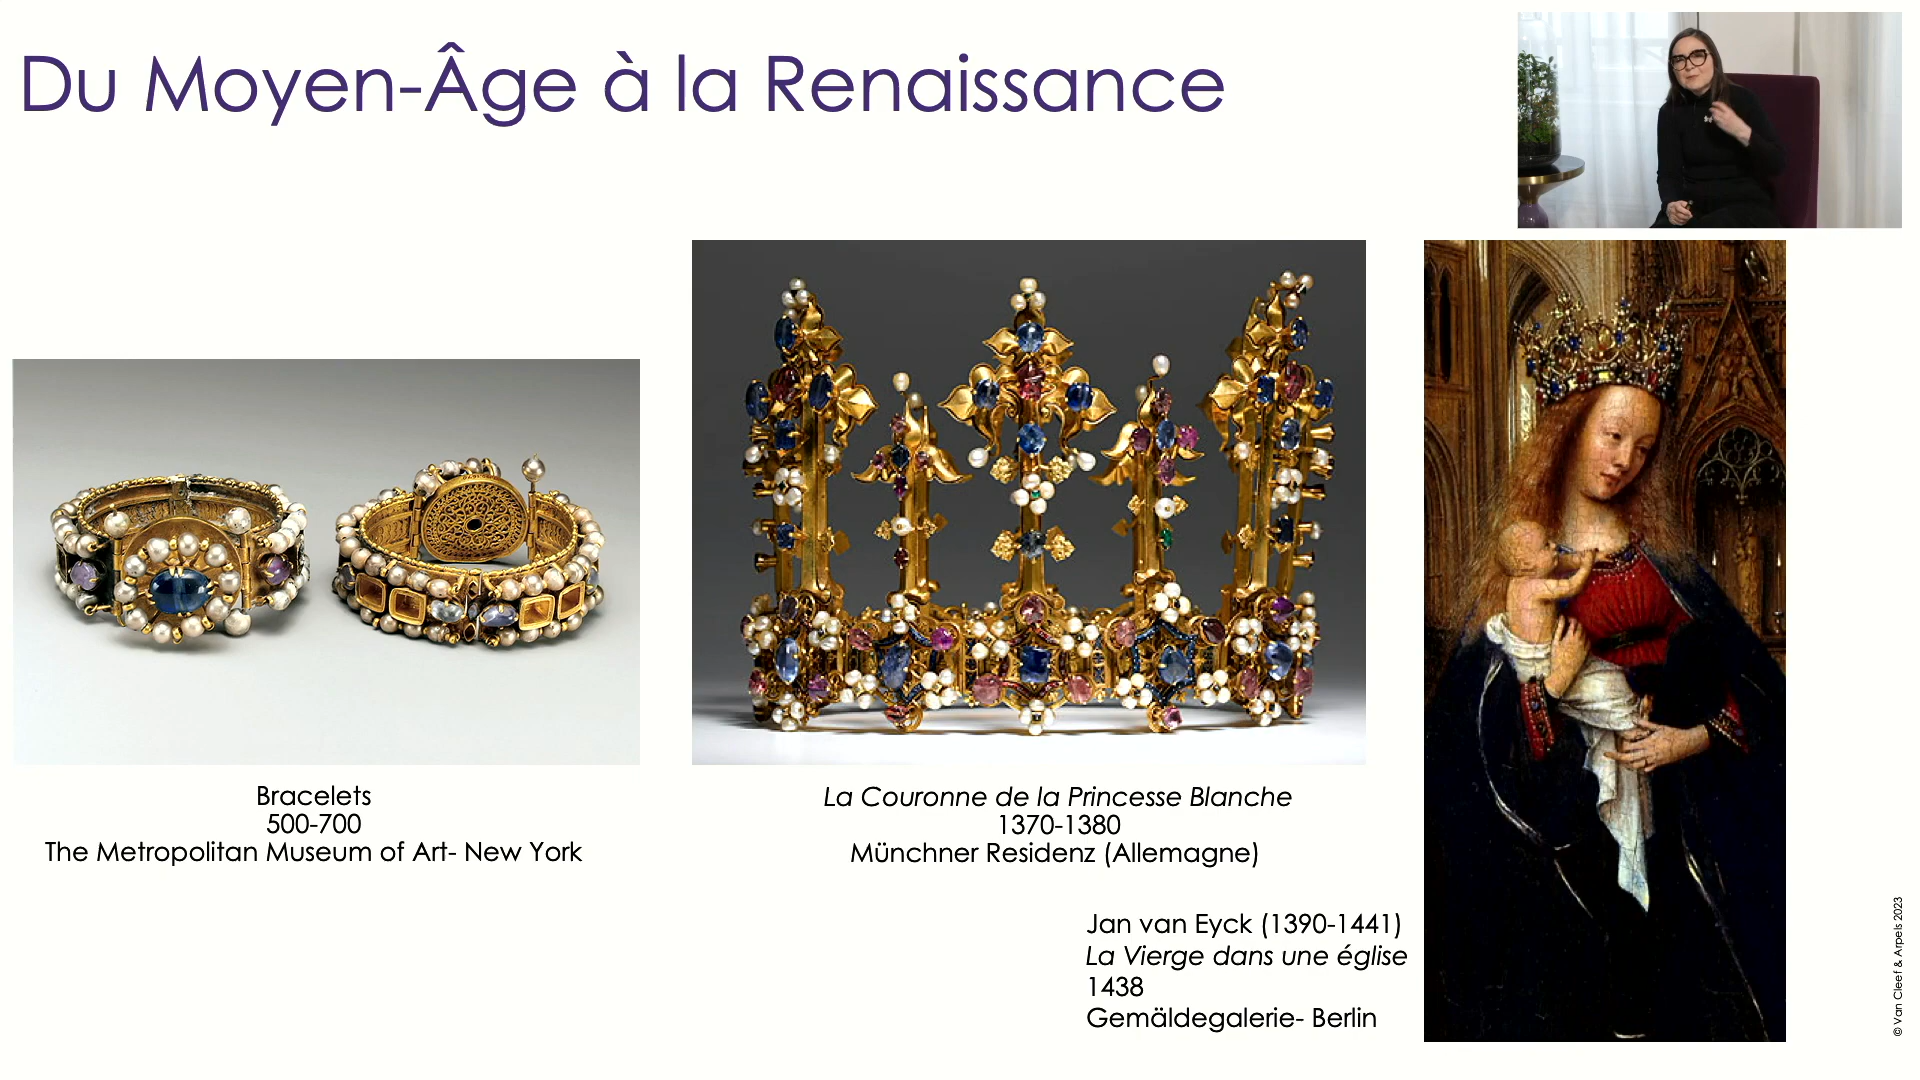 Du Moyen-Âge à la Renaissance
Bracelets
500-700
The Metropolitan Museum of Art- New York
La Couronne de la Princesse Blanche
1370-1380
Münchner Residenz (Allemagne)
Jan van Eyck (1390-1441)
La Vierge dans une église
1438
Gemäldegalerie- Berlin
© Van Cleef & Arpels 2023